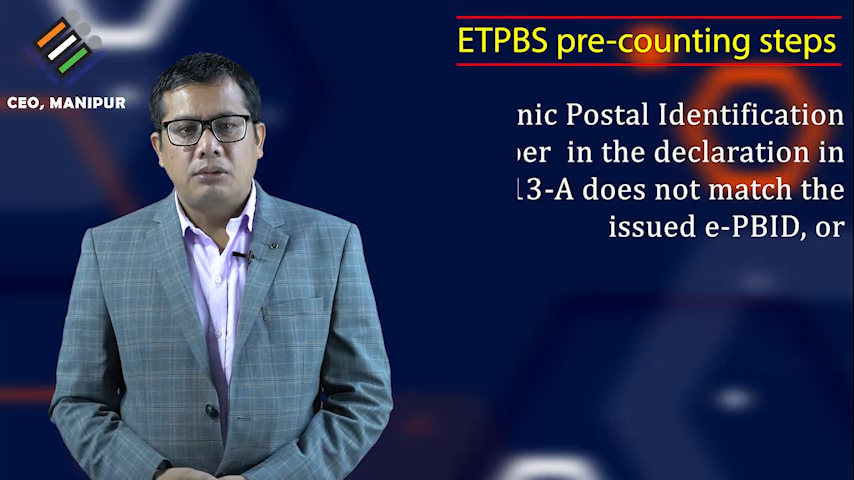 CEO, MANIPUR
ETPBS pre-counting steps
nic Postal Identification
er in the declaration in
13-A does not match the
issued e-PBID, or